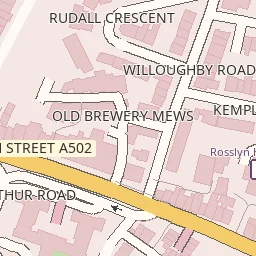 RUDALL CRESCENT
WILLOUGHBY ROAD
KEMPL
OLD BREWERY MEWS
Rosslyn H
H STREET A502
THUR ROAD